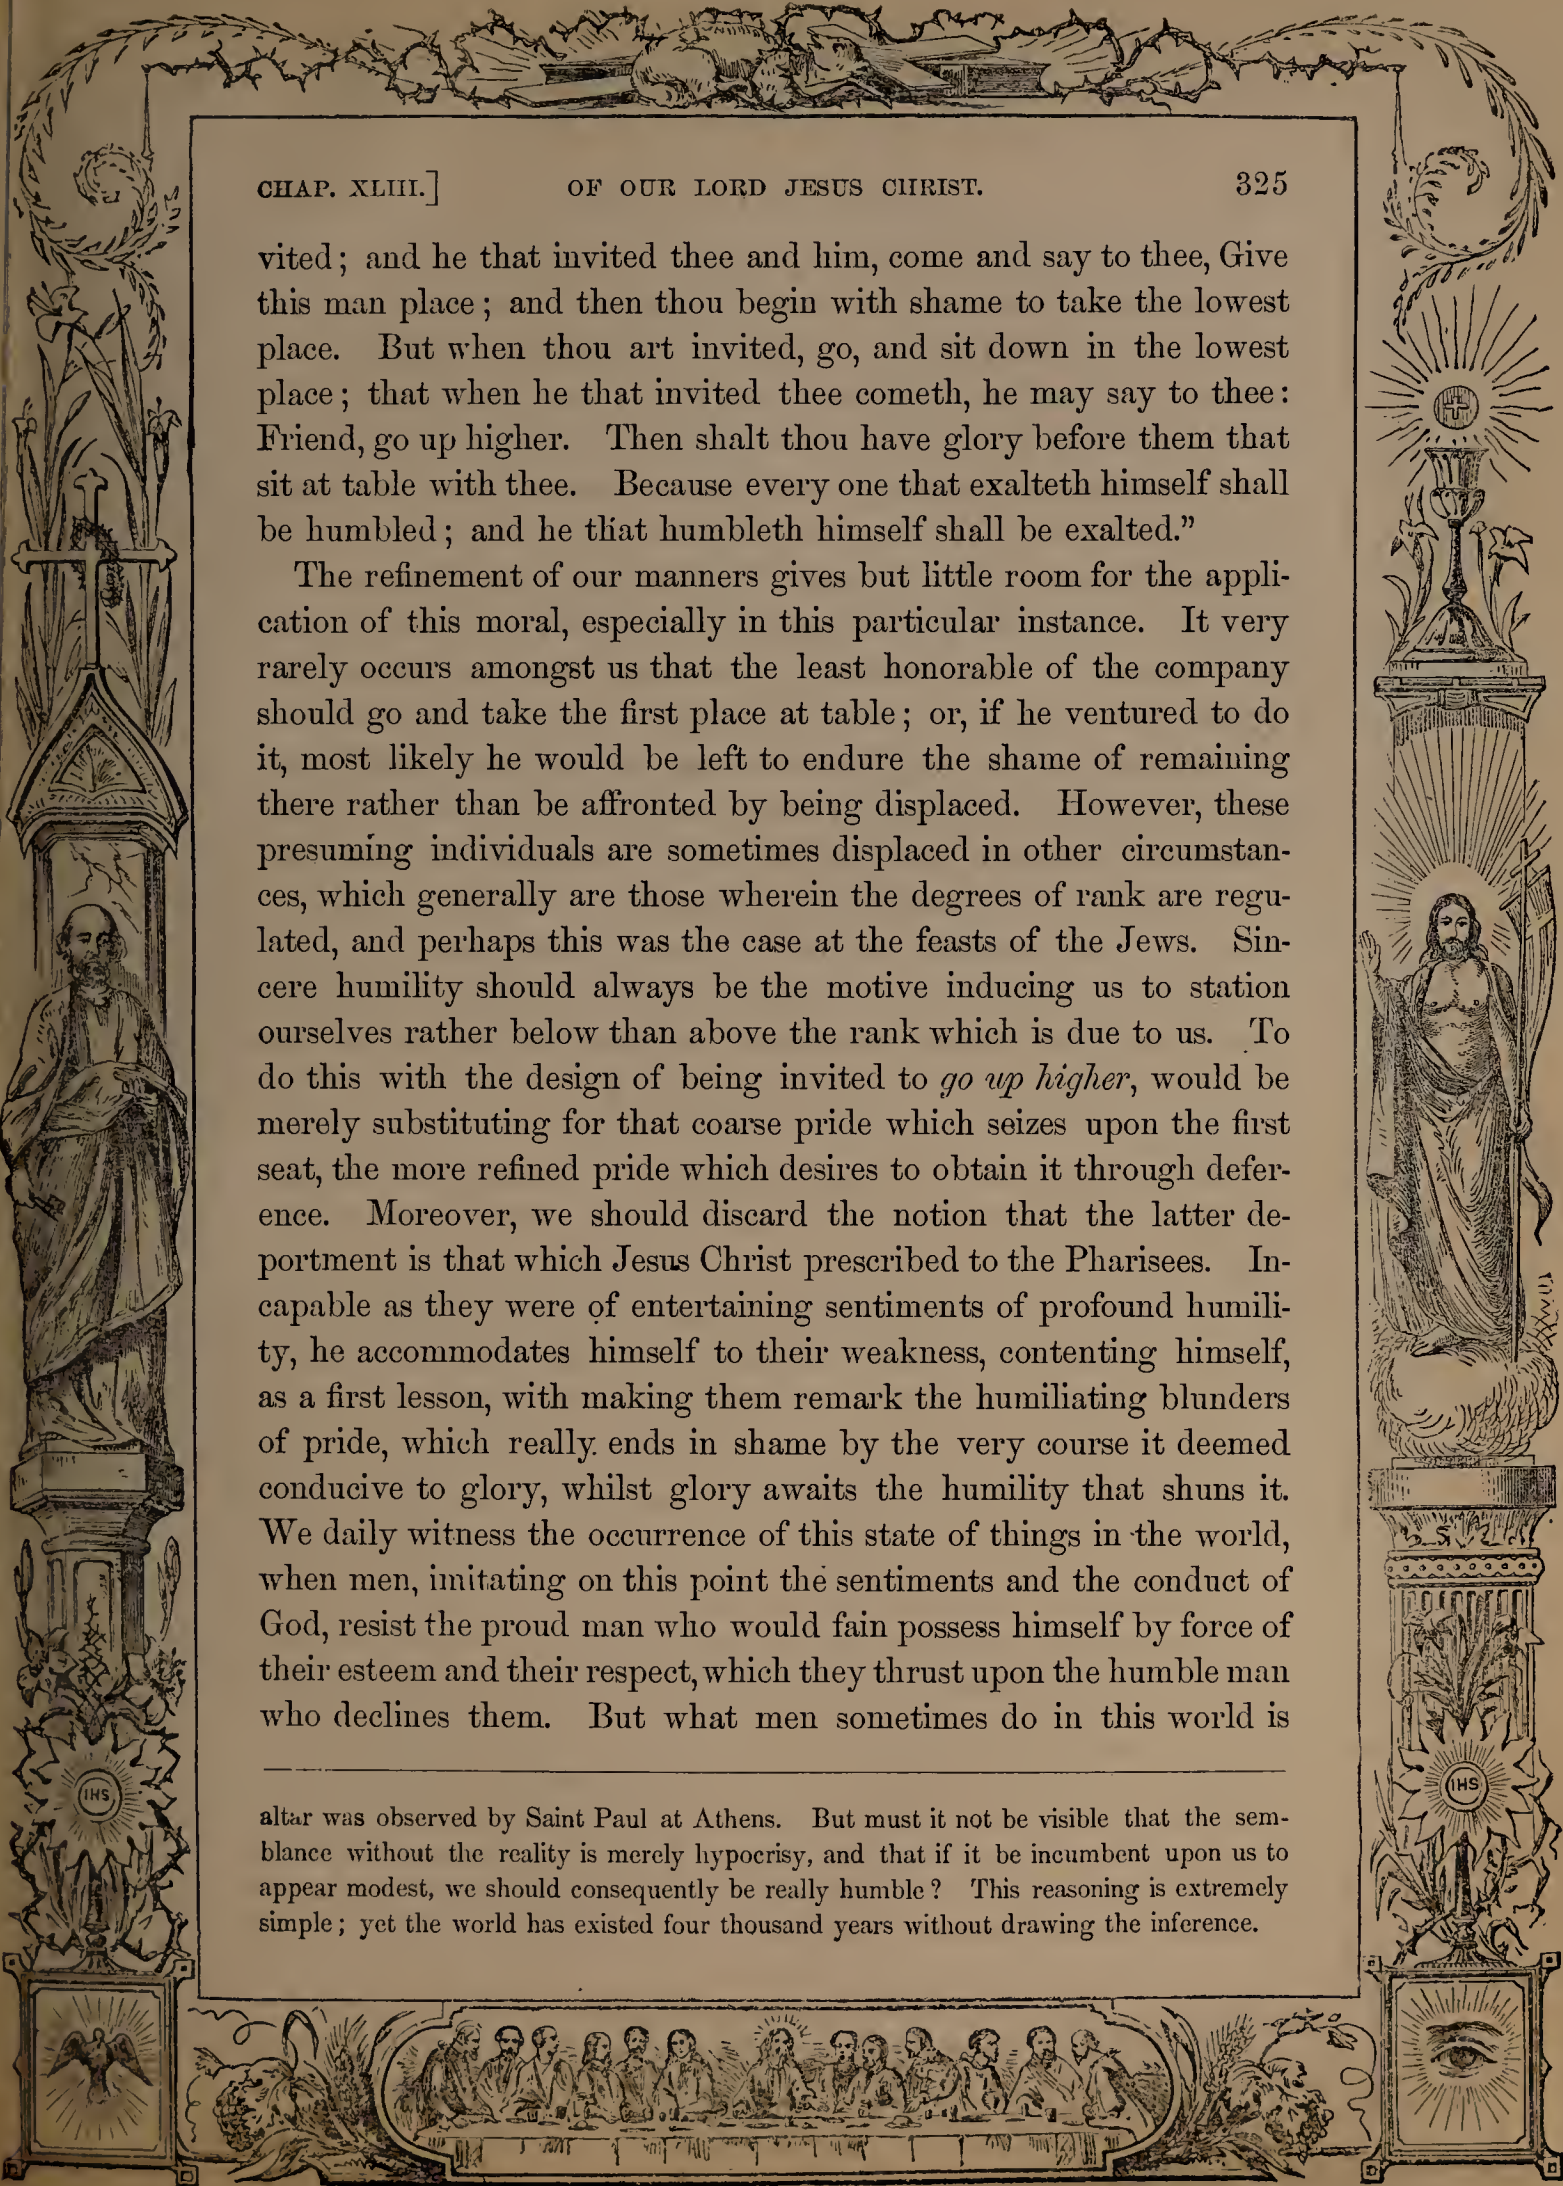 CHAP. XLIII.] OF OUR LORD JESUS CHRIST. 325
vited; and he that invited thee and him, come and say to thee, Give
this man place; and then thou begin with shame to take the lowest
place. But when thou art invited, go, and sit down in the lowest
place; that when he that invited thee cometh, he may say to thee:
Friend, go up higher. Then shalt thou have glory before them that
sit at table with thee. Because every one that exalteth himself shall
be humbled; and he that humbleth himself shall be exalted.”
The refinement of our manners gives but little room for the appli-
cation of this moral, especially in this particular instance. It very
rarely occurs amongst us that the least honorable of the company
should go and take the first place at table; or, if he ventured to do
it, most likely he would be left to endure the shame of remaining
there rather than be affronted by being displaced. However, these
presuming individuals are sometimes displaced in other circumstan-
ces, which generally are those wherein the degrees of rank are regu-
lated, and perhaps this was the case at the feasts of the Jews. Sin-
cere humility should always be the motive inducing us to station
ourselves rather below than above the rank which is due to us. To
do this with the design of being invited to go up higher, would be
merely substituting for that coarse pride which seizes upon the first
seat, the more refined pride which desires to obtain it through defer-
ence. Moreover, we should discard the notion that the latter de-
portment is that which Jesus Christ prescribed to the Pharisees. In-
capable as they were of entertaining sentiments of profound humili-
ty, he accommodates himself to their weakness, contenting himself,
as a first lesson, with making them remark the humiliating blunders
of pride, which really ends in shame by the very course it deemed
conducive to glory, whilst glory awaits the humility that shuns it.
We daily witness the occurrence of this state of things in the world,
when men, imitating on this point the sentiments and the conduct of
God, resist the proud man who would fain possess himself by force of
their esteem and their respect, which they thrust upon the humble man
who declines them. But what men sometimes do in this world is
altar was observed by Saint Paul at Athens. But must it not be visible that the sem-
blance without the reality is merely hypocrisy, and that if it be incumbent upon us to
appear modest, we should consequently be really humble? This reasoning is extremely
simple; yet the world has existed four thousand years without drawing the inference.
IHS
IHS